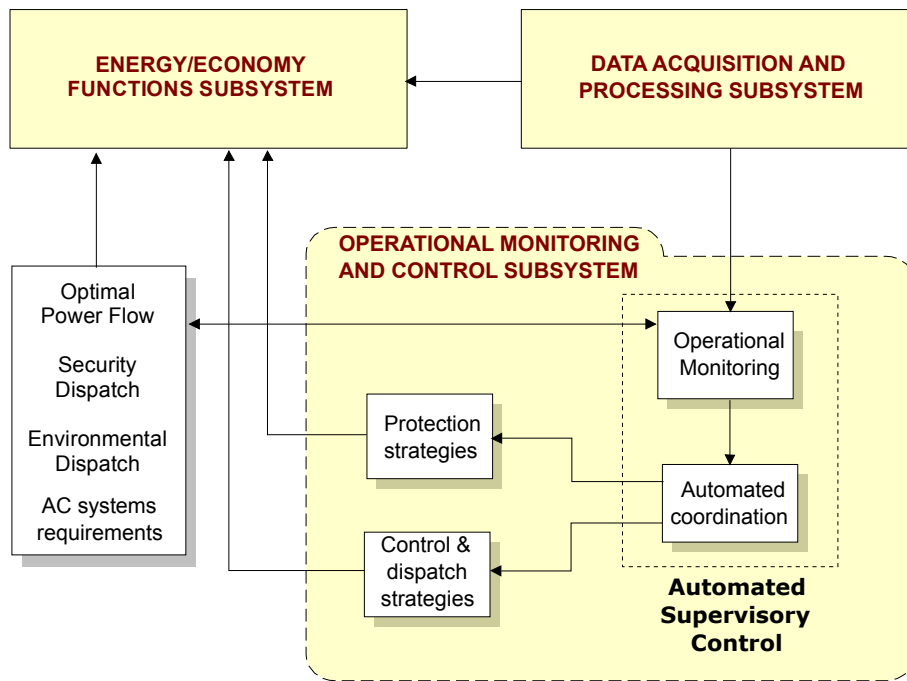 ENERGY/ECONOMY
FUNCTIONS SUBSYSTEM
DATA ACQUISITION AND
PROCESSING SUBSYSTEM
OPERATIONAL MONITORING
AND CONTROL SUBSYSTEM
Optimal
Power Flow
Security
Dispatch
Environmental
Dispatch
AC systems
requirements
Operational
Monitoring
Protection
strategies
Automated
coordination
Control &
dispatch
strategies
Automated
Supervisory
Control